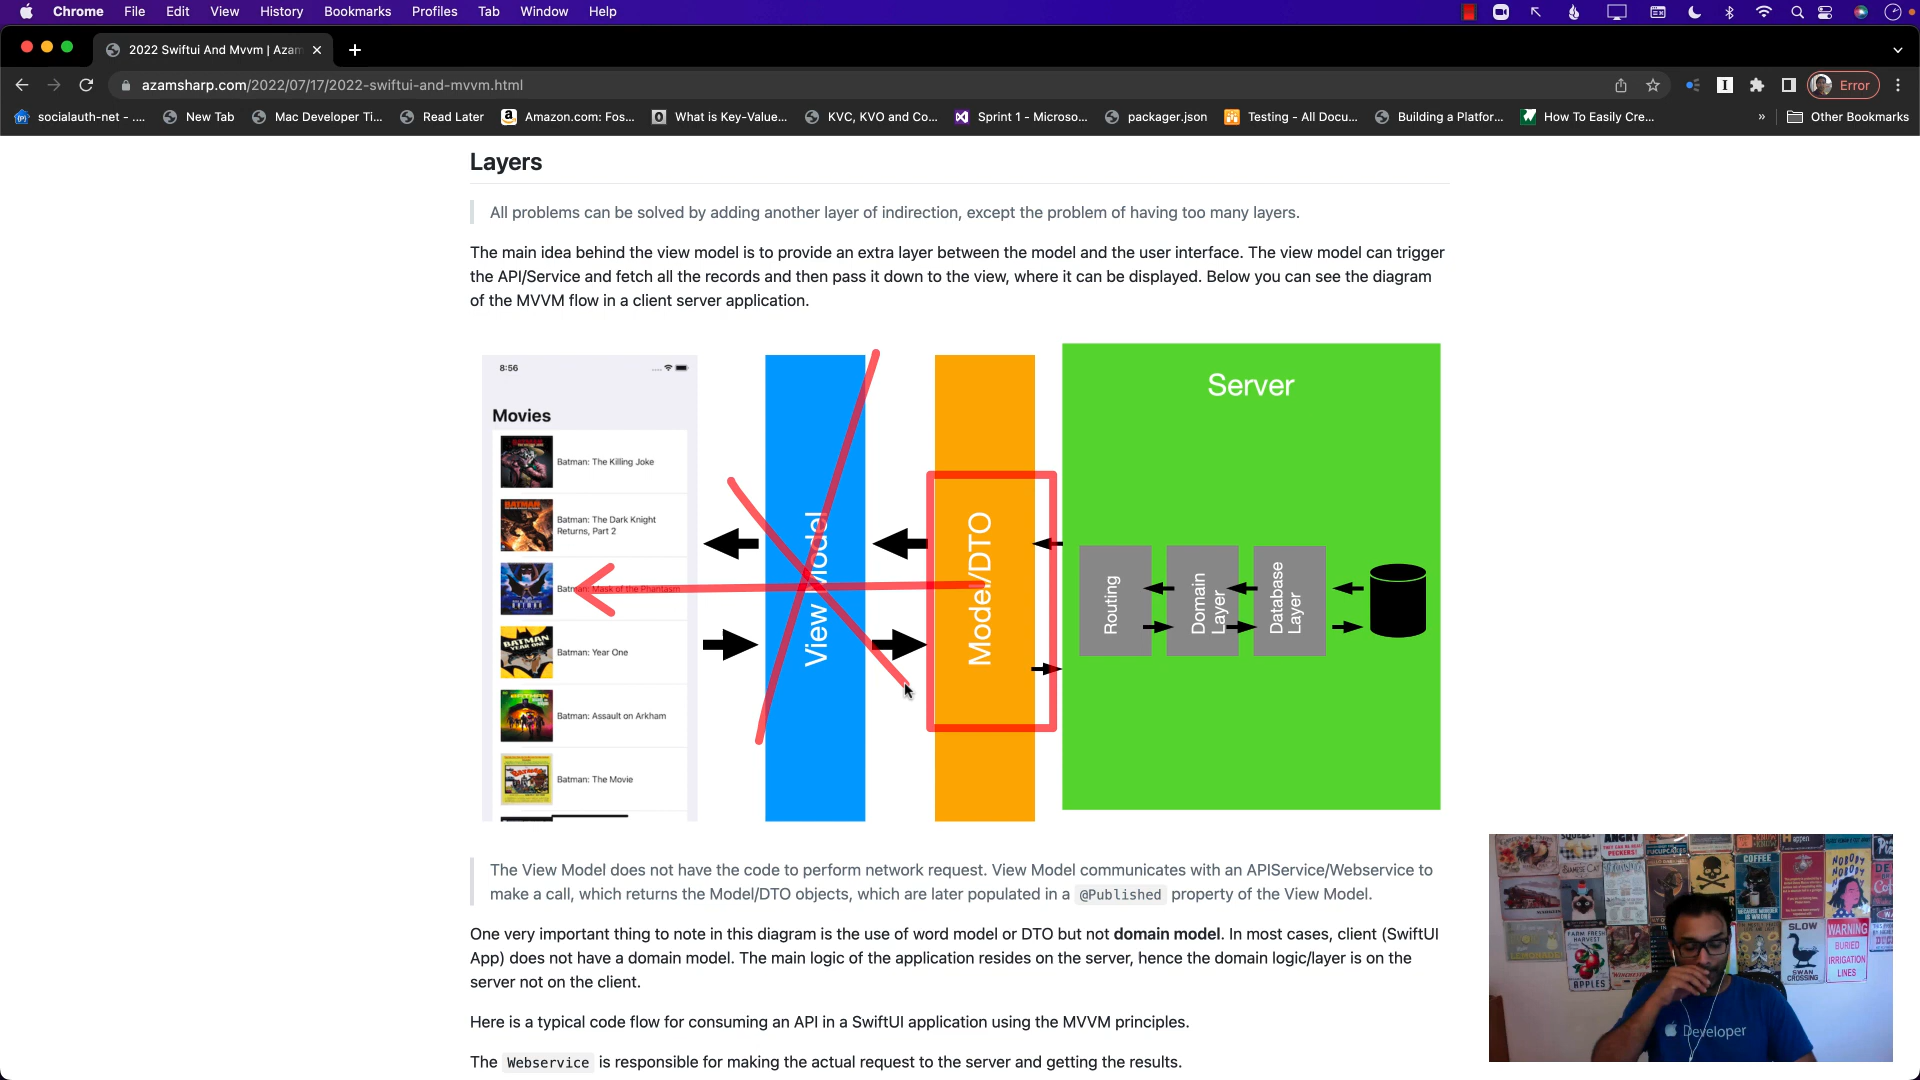 Chrome File Edit View History Bookmarks Profiles Tab Window Help
2022 Swiftui And Mvvm | Azam
azamsharp.com/2022/07/17/2022-swiftui-and-mvvm.html
Error
socialauth-net - .... New Tab Mac Developer Ti... Read Later Amazon.com: Fos... What is Key-Value... KVC, KVO and Co... Sprint 1 - Microso... packager.json Testing - All Docu... Building a Platfor... How To Easily Cre... » Other Bookmarks
Layers
All problems can be solved by adding another layer of indirection, except the problem of having too many layers.
The main idea behind the view model is to provide an extra layer between the model and the user interface. The view model can trigger
the API/Service and fetch all the records and then pass it down to the view, where it can be displayed. Below you can see the diagram
of the MVVM flow in a client server application.
8:56
Movies
Batman: The Killing Joke
Batman: The Dark Knight
Returns, Part 2
Batman: Mask of the Phantasm
Batman: Year One
Batman: Assault on Arkham
Batman: The Movie
View Model
Model/DTO
Server
Routing
Domain
Layer
Database
Layer
The View Model does not have the code to perform network request. View Model communicates with an APIService/Webservice to
make a call, which returns the Model/DTO objects, which are later populated in a @Published property of the View Model.
One very important thing to note in this diagram is the use of word model or DTO but not domain model. In most cases, client (SwiftUI
App) does not have a domain model. The main logic of the application resides on the server, hence the domain logic/layer is on the
server not on the client.
Here is a typical code flow for consuming an API in a SwiftUI application using the MVVM principles.
The Webservice is responsible for making the actual request to the server and getting the results.
COFFEE
NOBODY
FARM FRESH
HARVEST
APPLES
SLOW
SWAN
CROSSING
WARNING
BURIED
IRRIGATION
LINES
Developer